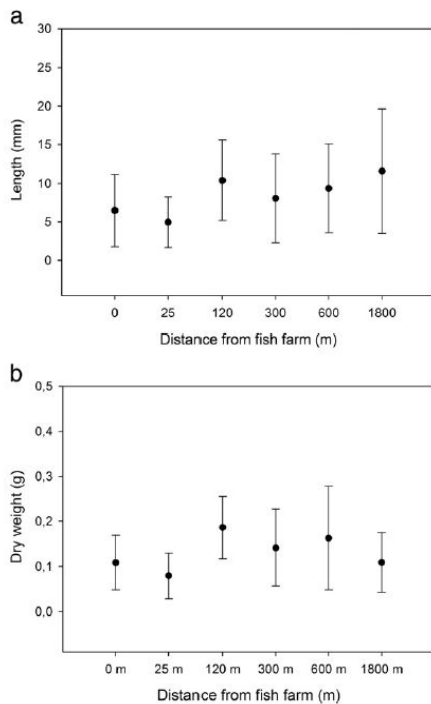 a
30
25
20
15
10
5
0
Length (mm)
0 25 120 300 600 1800
Distance from fish farm (m)
b
0,5
0,4
0,3
0,2
0,1
0,0
Dry weight (g)
0 m 25 m 120 m 300 m 600 m 1800 m
Distance from fish farm (m)